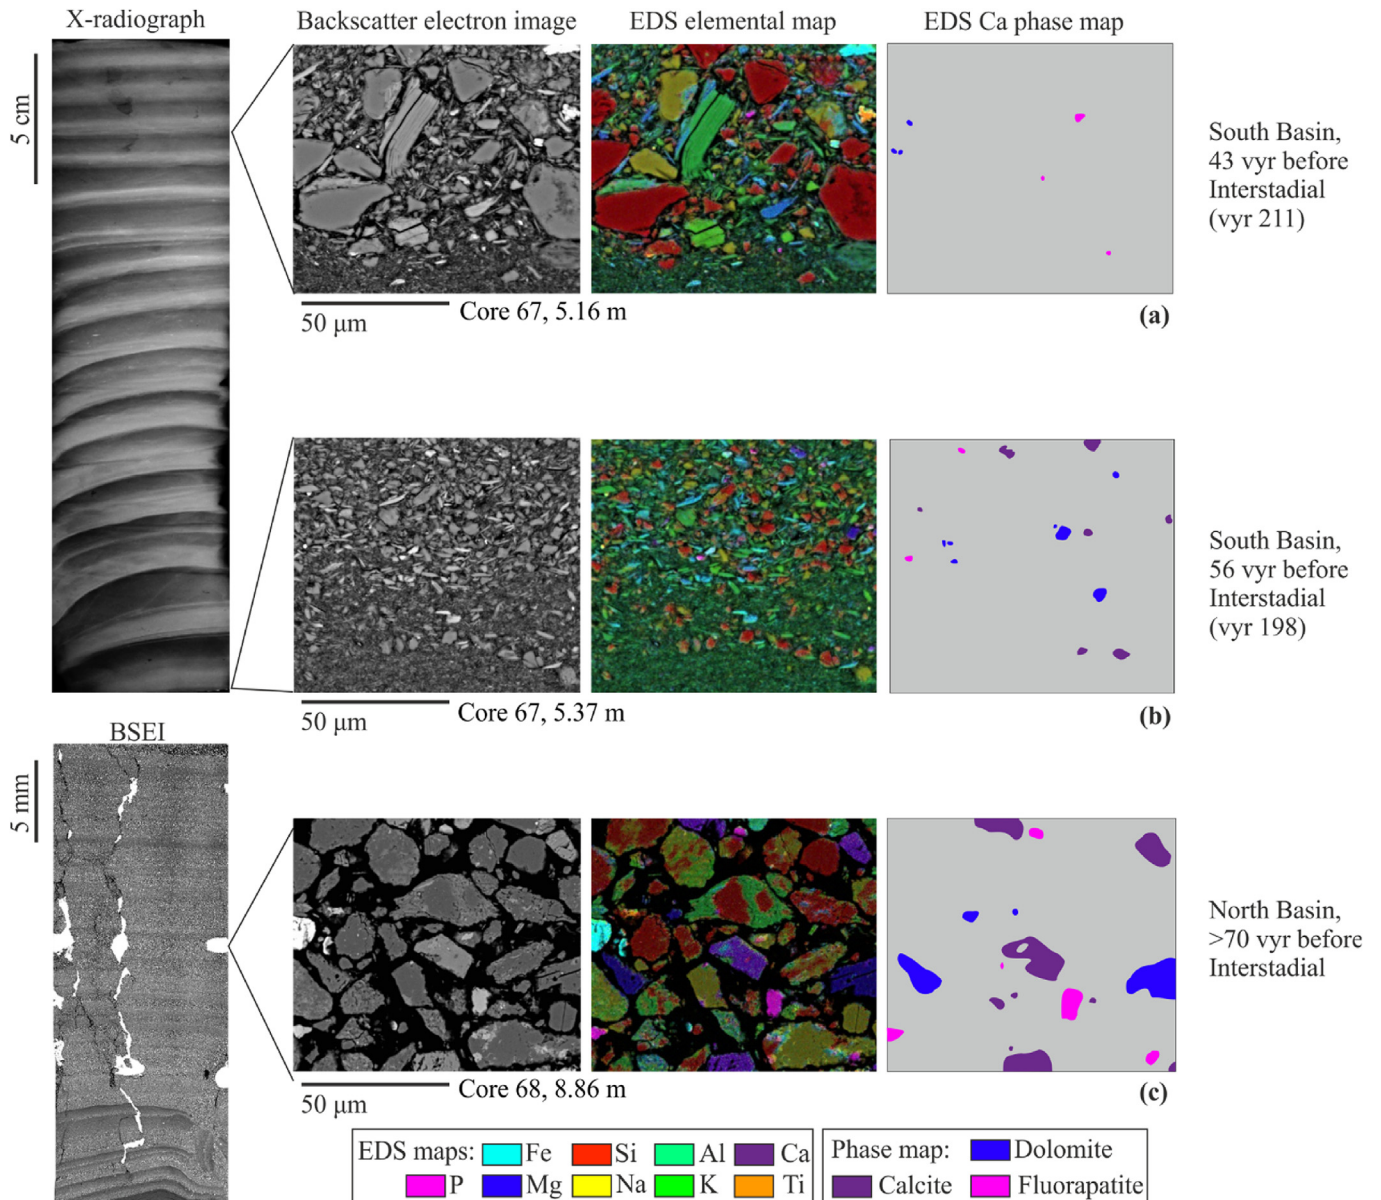 X-radiograph
Backscatter electron image
EDS elemental map
EDS Ca phase map
5 cm
South Basin,
43 vyr before
Interstadial
(vyr 211)
50 µm
Core 67, 5.16 m
(a)
South Basin,
56 vyr before
Interstadial
(vyr 198)
50 µm
Core 67, 5.37 m
(b)
BSEI
5 mm
North Basin,
>70 vyr before
Interstadial
50 µm
Core 68, 8.86 m
(c)
EDS maps: Fe Si Al Ca
P Mg Na K Ti
Phase map: Dolomite
Calcite Fluorapatite